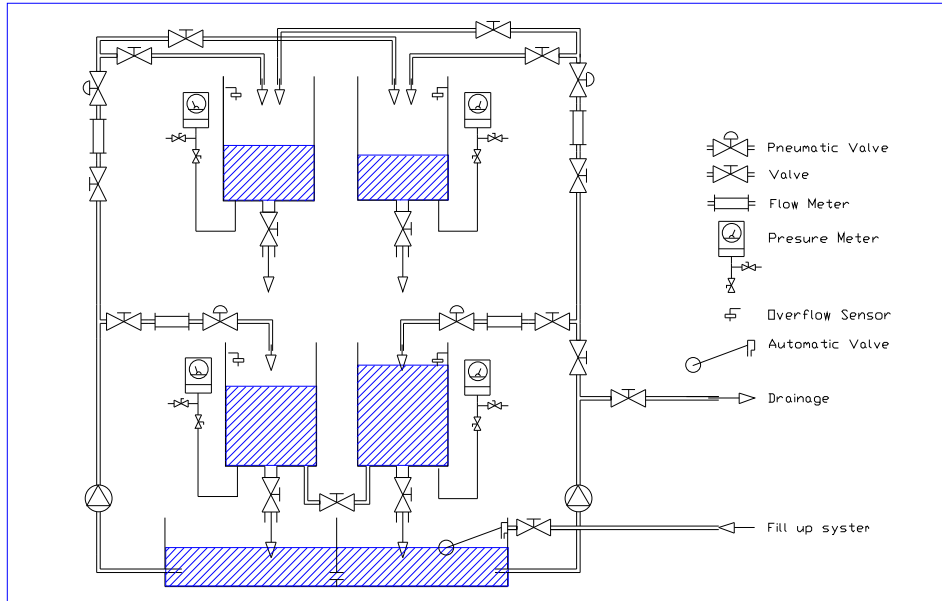 Pneumatic Valve
Valve
Flow Meter
Presure Meter
Overflow Sensor
Automatic Valve
Drainage
Fill up syster